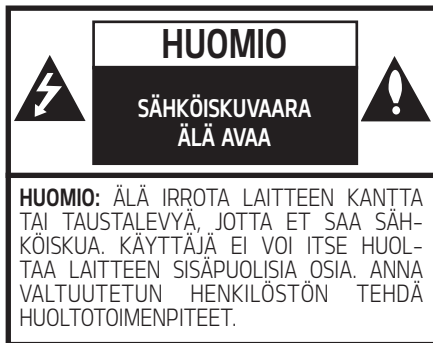 HUOMIO
SÄHKÖISKUVAARA
ÄLÄ AVAA
HUOMIO: ÄLÄ IRROTA LAITTEEN KANTTA
TAI TAUSTALEVYÄ, JOTTA ET SAA SÄH-
KÖISKUA. KÄYTTÄJÄ EI VOI ITSE HUOL-
TAA LAITTEEN SISÄPUOLISIA OSIA. ANNA
VALTUUTETUN HENKILÖSTÖN TEHDÄ
HUOLTOTOIMENPITEET.